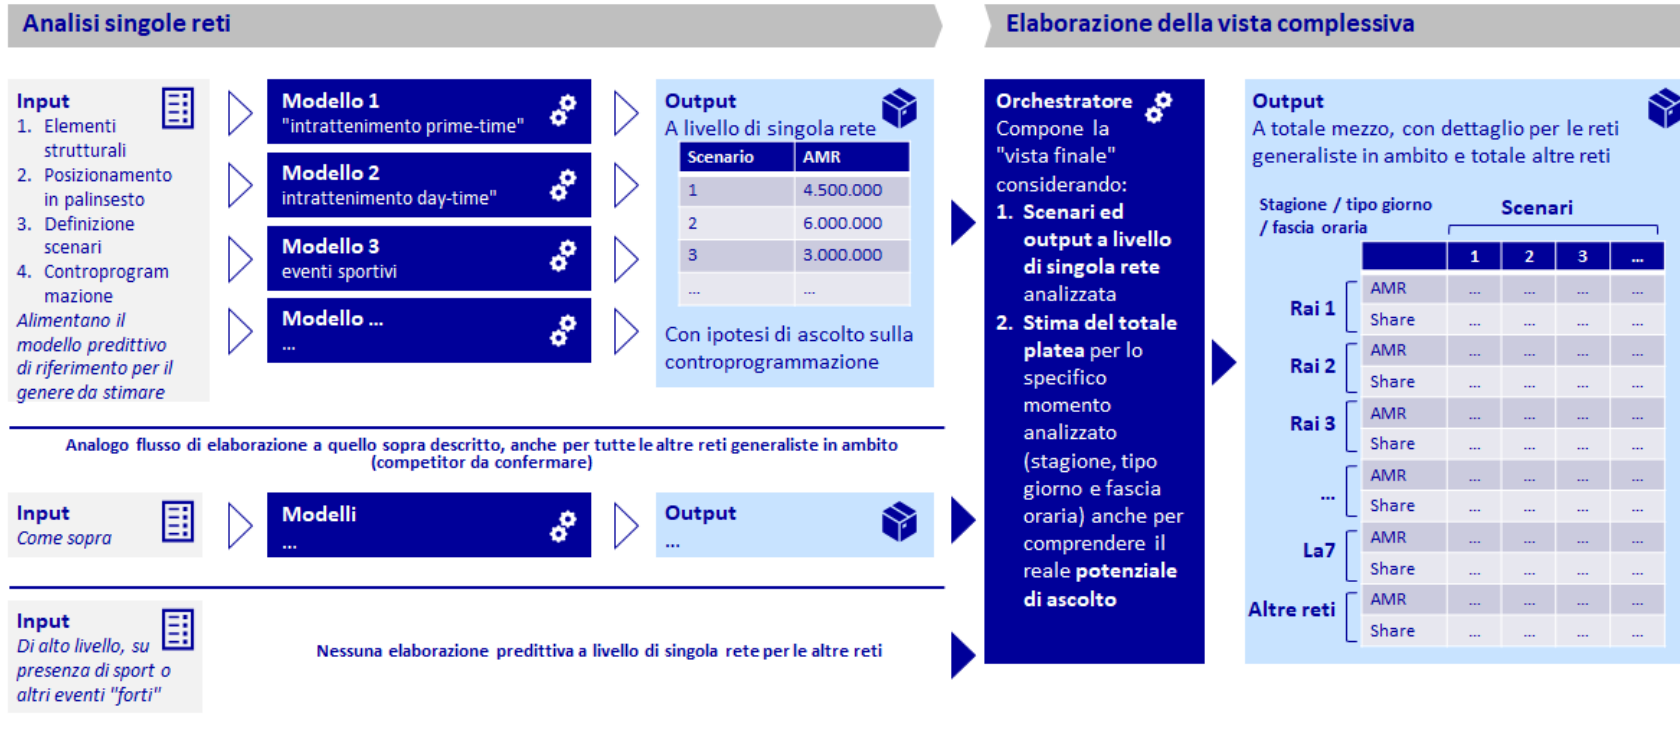 Analisi singole reti
Elaborazione della vista complessiva
Input
1. Elementi
strutturali
2. Posizionamento
in palinsesto
3. Definizione
scenari
4. Controprogram
mazione
Alimentano il
modello predittivo
di riferimento per il
genere da stimare
Modello 1
"intrattenimento prime-time"
Modello 2
intrattenimento day-time"
Modello 3
eventi sportivi
Modello ...
...
Output
A livello di singola rete
Scenario AMR
1 4.500.000
2 6.000.000
3 3.000.000
... ...
Con ipotesi di ascolto sulla
controprogrammazione
Analogo flusso di elaborazione a quello sopra descritto, anche per tutte le altre reti generaliste in ambito
(competitor da confermare)
Input
Come sopra
Modelli
...
Output
...
Input
Di alto livello, su
presenza di sport o
altri eventi "forti"
Nessuna elaborazione predittiva a livello di singola rete per le altre reti
Orchestratore
Compone la
"vista finale"
considerando:
1. Scenari ed
output a livello
di singola rete
analizzata
2. Stima del totale
platea per lo
specifico
momento
analizzato
(stagione, tipo
giorno e fascia
oraria) anche per
comprendere il
reale potenziale
di ascolto
Output
A totale mezzo, con dettaglio per le reti
generaliste in ambito e totale altre reti
Stagione / tipo giorno
/ fascia oraria
Scenari
1 2 3 ...
Rai 1
AMR ... ... ... ...
Share ... ... ... ...
Rai 2
AMR ... ... ... ...
Share ... ... ... ...
Rai 3
AMR ... ... ... ...
Share ... ... ... ...
...
AMR ... ... ... ...
Share ... ... ... ...
La7
AMR ... ... ... ...
Share ... ... ... ...
Altre reti
AMR ... ... ... ...
Share ... ... ... ...